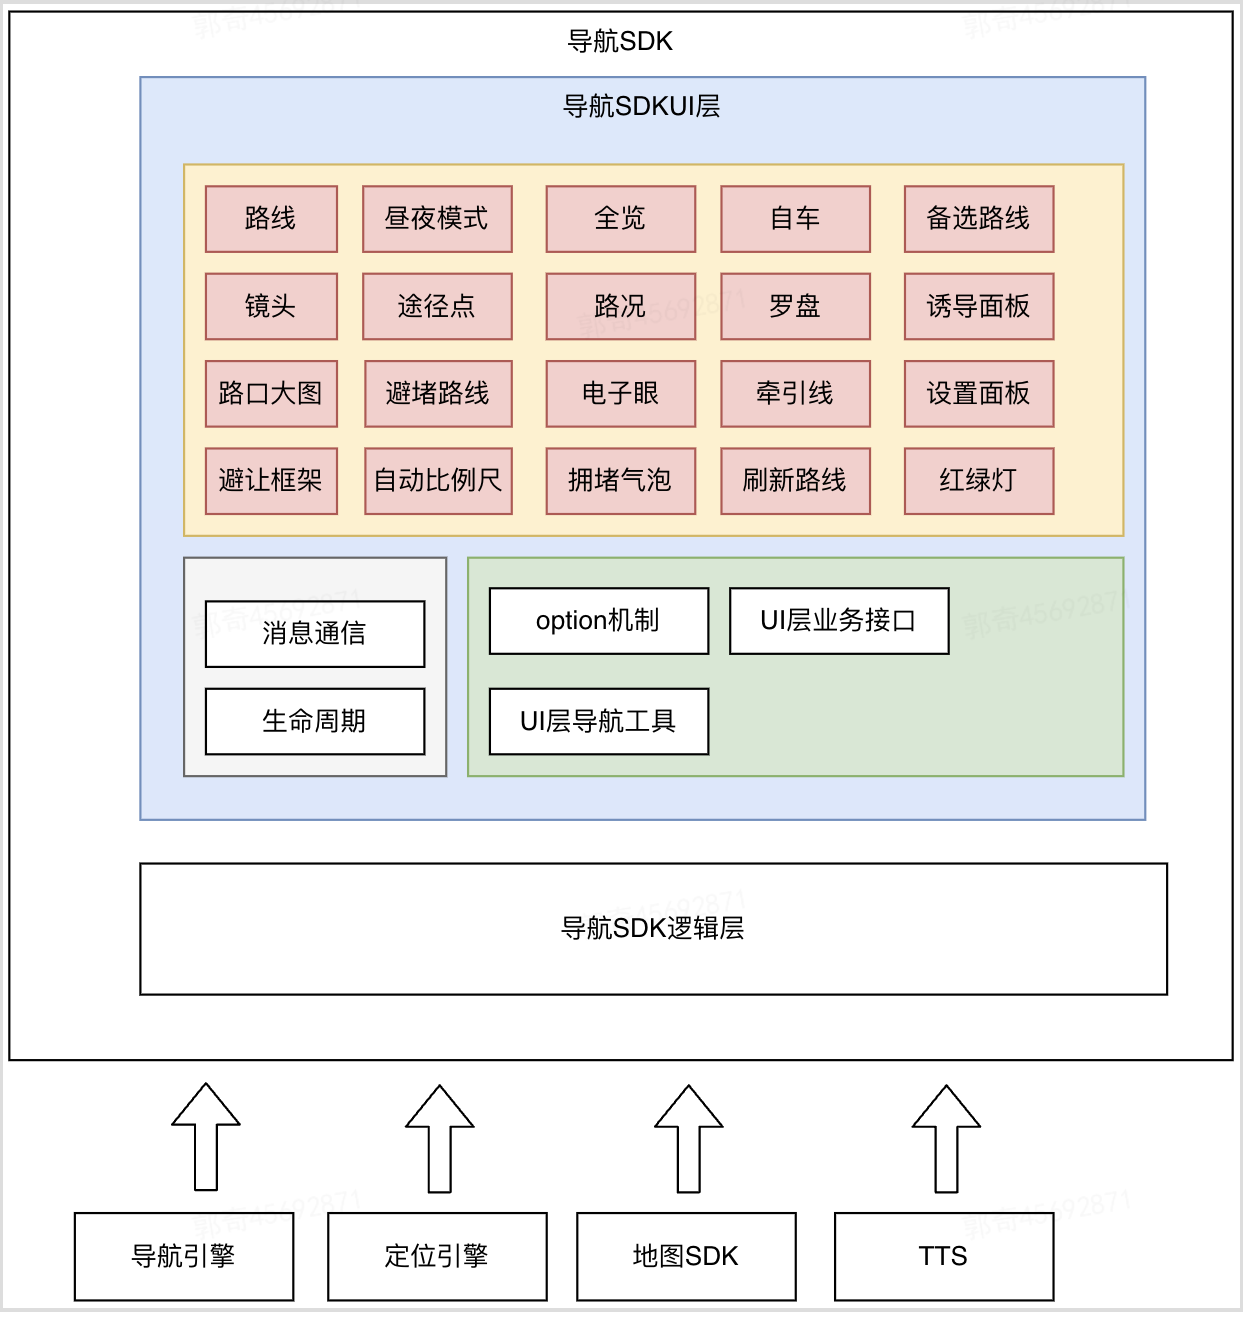 导航SDK
导航SDKUI层
路线 昼夜模式 全览 自车 备选路线
镜头 途径点 路况 罗盘 诱导面板
路口大图 避堵路线 电子眼 牵引线 设置面板
避让框架 自动比例尺 拥堵气泡 刷新路线 红绿灯
消息通信
生命周期
option机制 UI层业务接口
UI层导航工具
导航SDK逻辑层
导航引擎 定位引擎 地图SDK TTS
郭奇45692871
郭奇45692871
郭奇45692871
郭奇45692871
郭奇45692871
郭奇45692871
郭奇45692871